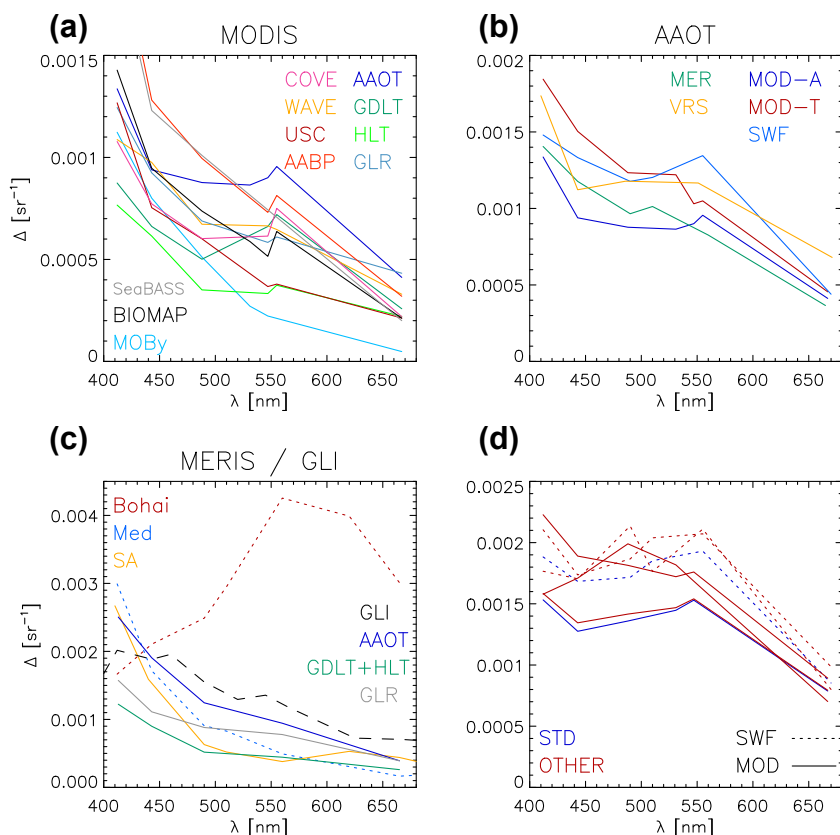 (a) MODIS
0.0015
0.0010
0.0005
0
Δ [sr⁻¹]
COVE AAOT
WAVE GDLT
USC HLT
AABP GLR
SeaBASS
BIOMAP
MOBy
400 450 500 550 600 650
λ [nm]
(b) AAOT
0.002
0.0015
0.001
0.0005
0
MER MOD-A
VRS MOD-T
SWF
400 450 500 550 600 650
λ [nm]
(c) MERIS / GLI
0.004
0.003
0.002
0.001
0.000
Δ [sr⁻¹]
Bohai
Med
SA
GLI
AAOT
GDLT+HLT
GLR
400 450 500 550 600 650
λ [nm]
(d)
0.0025
0.002
0.0015
0.001
0.0005
0
STD SWF
OTHER MOD
400 450 500 550 600 650
λ [nm]